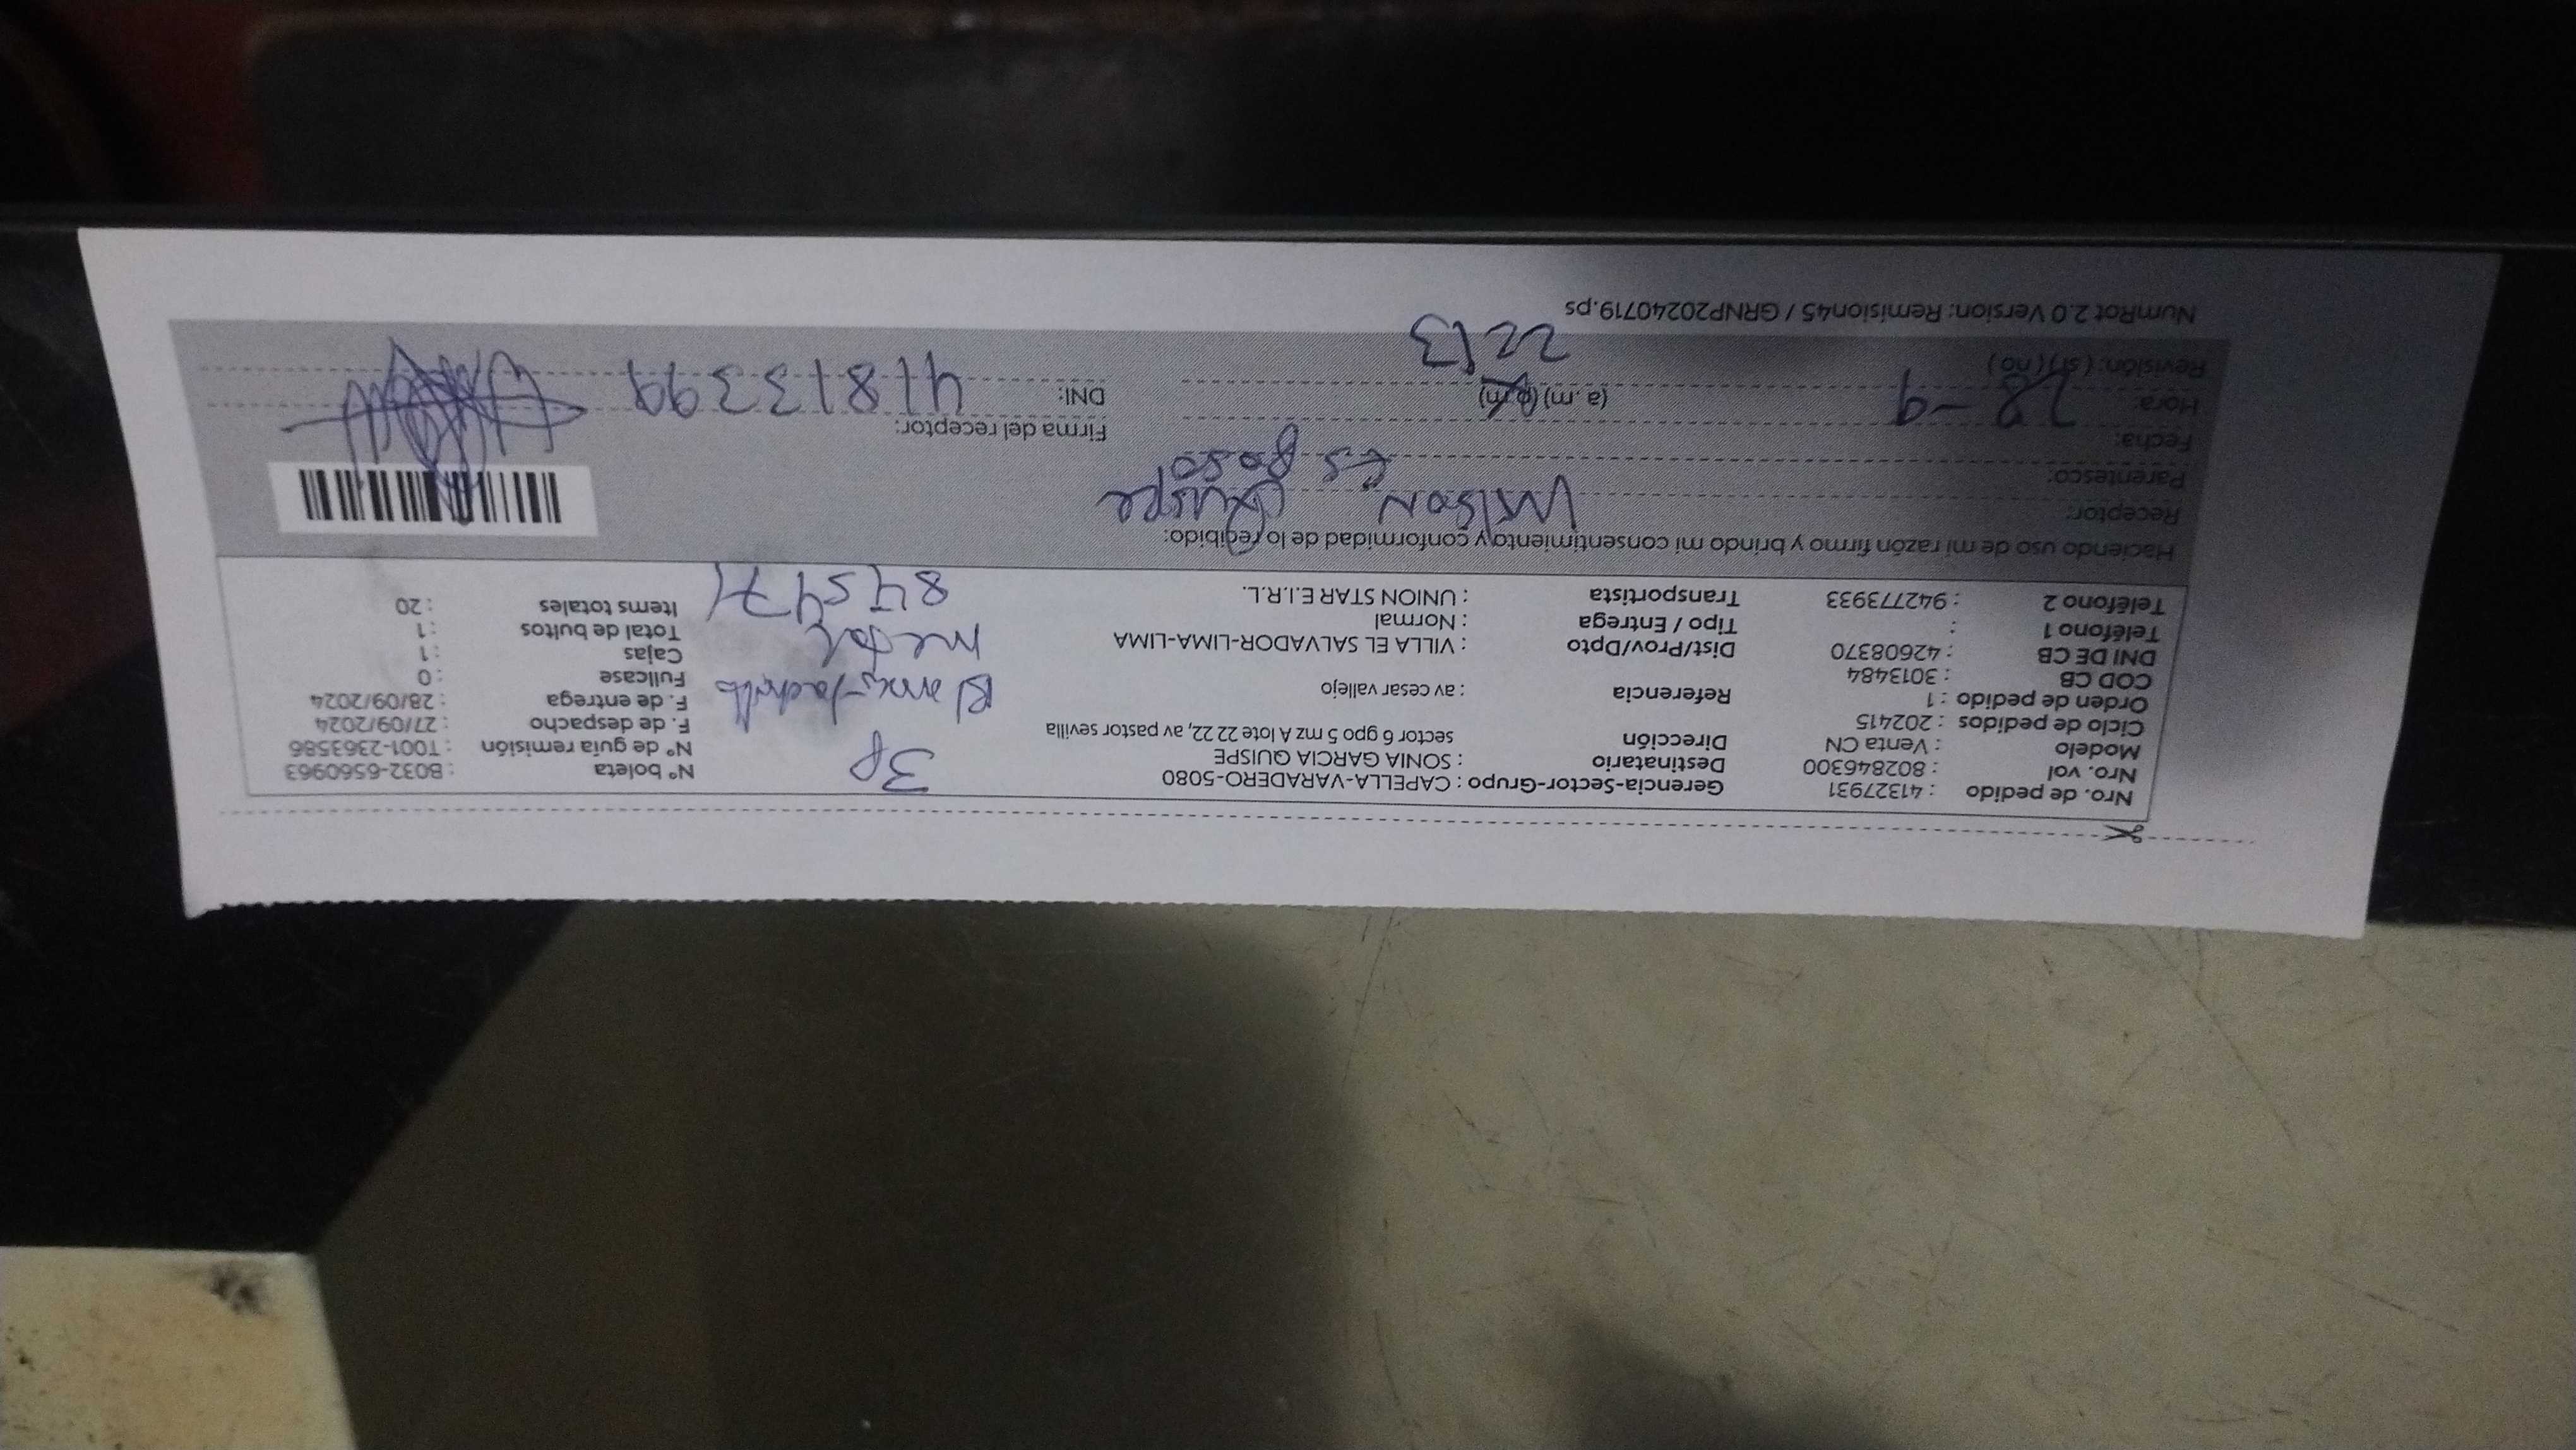 Nro. de pedido : 41327931 Gerencia-Sector-Grupo : CAPELLA-VARADERO-5080 Nº boleta : B032-6560963
Nro. vol : 802846300 Destinatario : SONIA GARCIA QUISPE Nº de guía remisión : T001-2363586
Modelo : Venta CN Dirección sector 6 gpo 5 mz A lote 22 22, av pastor sevilla F. de despacho : 27/09/2024
Ciclo de pedidos : 202415 F. de entrega : 28/09/2024
Orden de pedido : 1 Referencia : av cesar vallejo Fullcase : 0
COD CB : 3013484 Cajas : 1
DNI DE CB : 42608370 Dist/Prov/Dpto : VILLA EL SALVADOR-LIMA-LIMA Total de bultos : 1
Teléfono 1 : Tipo / Entrega : Normal Items totales : 20
Teléfono 2 : 942773933 Transportista : UNION STAR E.I.R.L.
3p
metal
Haciendo uso de mi razón firmo y brindo mi consentimiento y conformidad de lo recibido:
Receptor: Wilson Quispe
Parentesco: esposo
Fecha: 28-9 Firma del receptor:
Hora: (a.m) (p.m) DNI: 41813399
Revisión: ( si ) ( no ) 2213
NumRot 2.0 Version: Remision45 / GRNP20240719.ps